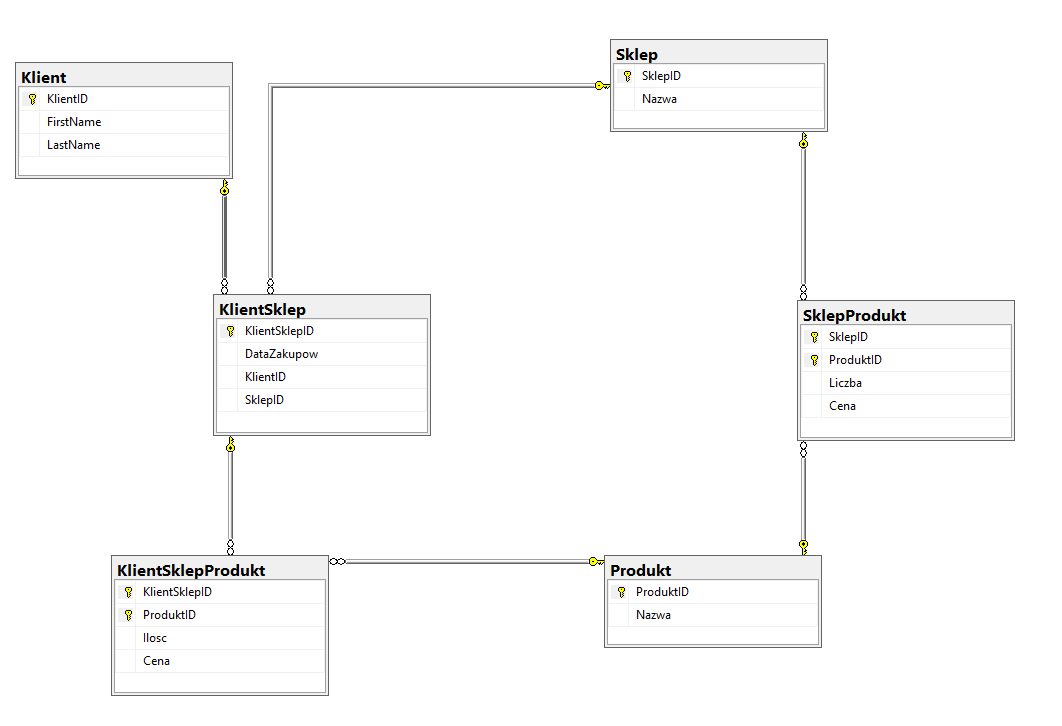 Klient
KlientID
FirstName
LastName
Sklep
SklepID
Nazwa
KlientSklep
KlientSklepID
DataZakupow
KlientID
SklepID
SklepProdukt
SklepID
ProduktID
Liczba
Cena
KlientSklepProdukt
KlientSklepID
ProduktID
Ilosc
Cena
Produkt
ProduktID
Nazwa